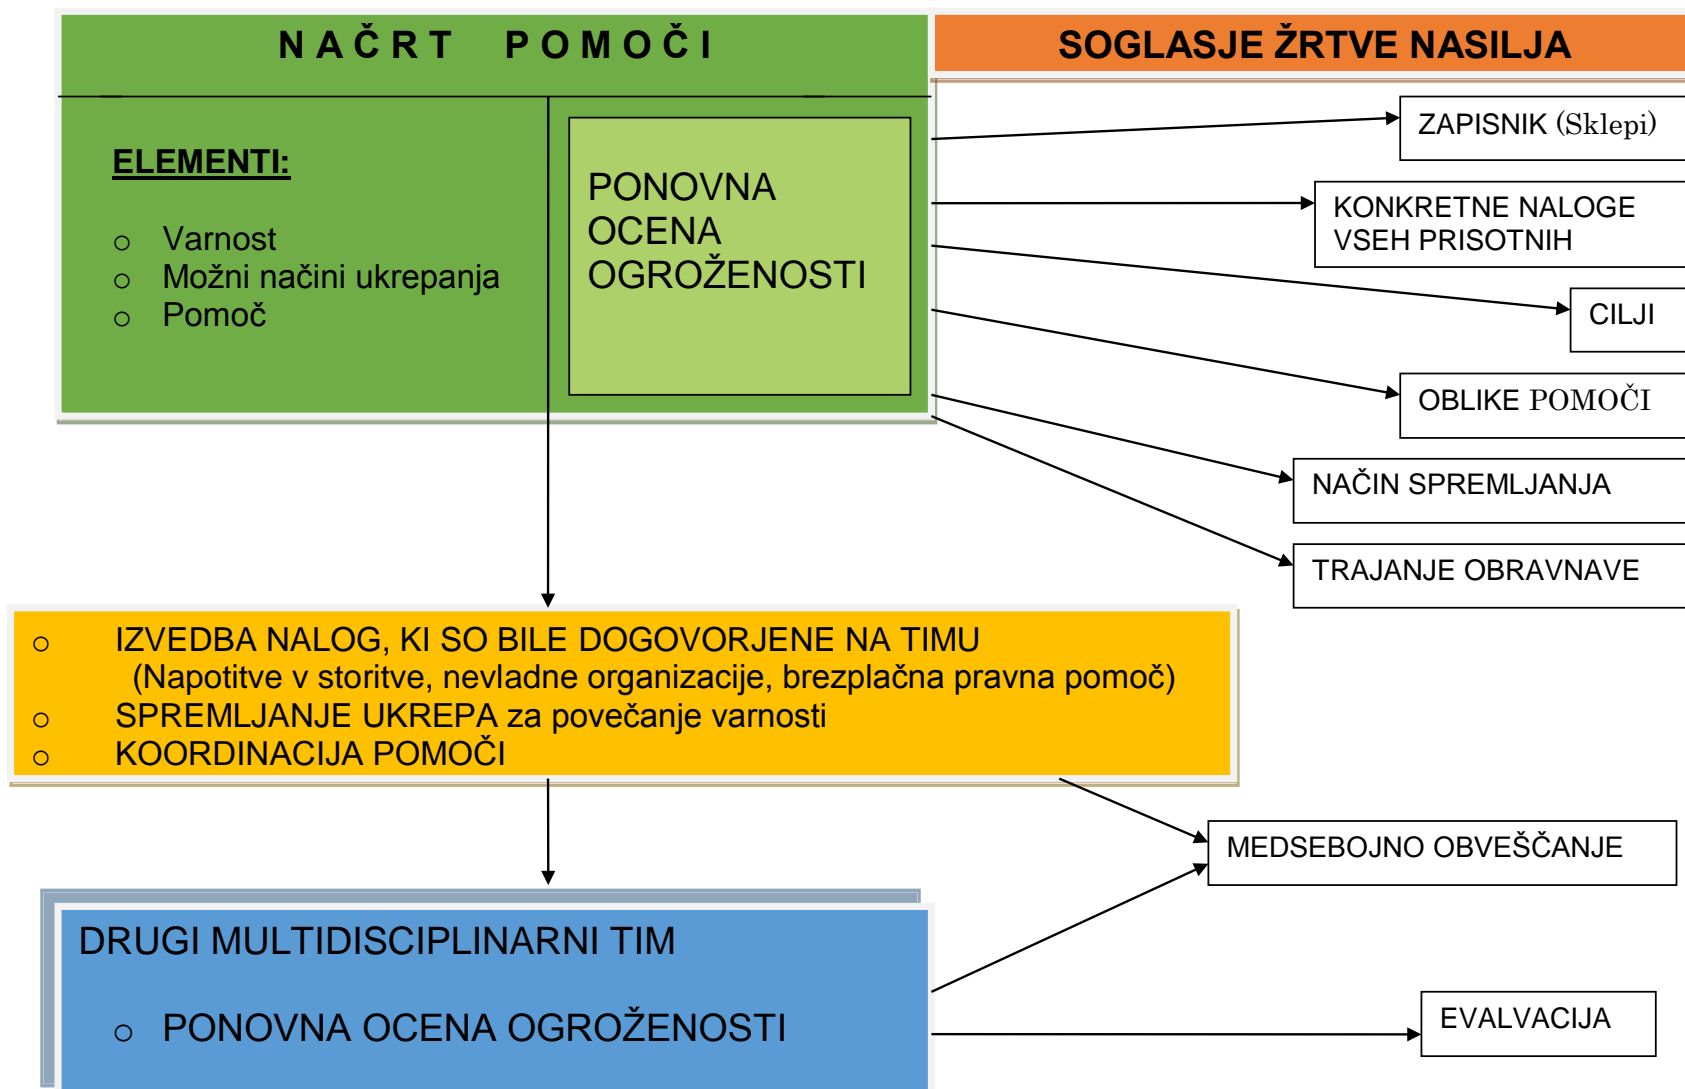 NAČRT POMOČI
SOGLASJE ŽRTVE NASILJA
ELEMENTI:
o Varnost
o Možni načini ukrepanja
o Pomoč
PONOVNA
OCENA
OGROŽENOSTI
ZAPISNIK (Sklepi)
KONKRETNE NALOGE
VSEH PRISOTNIH
CILJI
OBLIKE POMOČI
NAČIN SPREMLJANJA
TRAJANJE OBRAVNAVE
o IZVEDBA NALOG, KI SO BILE DOGOVORJENE NA TIMU
(Napotitve v storitve, nevladne organizacije, brezplačna pravna pomoč)
o SPREMLJANJE UKREPA za povečanje varnosti
o KOORDINACIJA POMOČI
MEDSEBOJNO OBVEŠČANJE
DRUGI MULTIDISCIPLINARNI TIM
o PONOVNA OCENA OGROŽENOSTI
EVALVACIJA